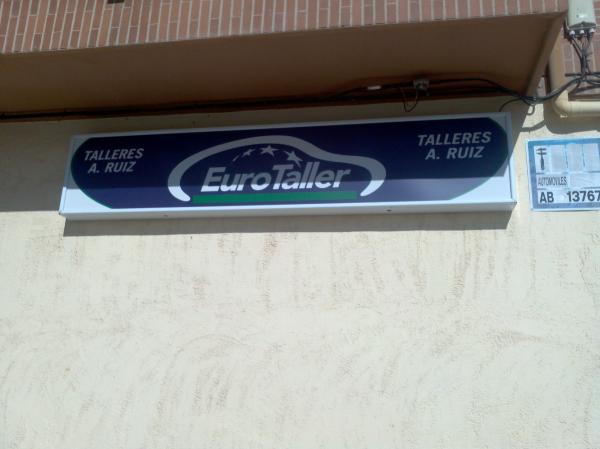 TALLERES
A. RUIZ
EuroTaller
TALLERES
A. RUIZ
AUTOMOVILES
AB 13767